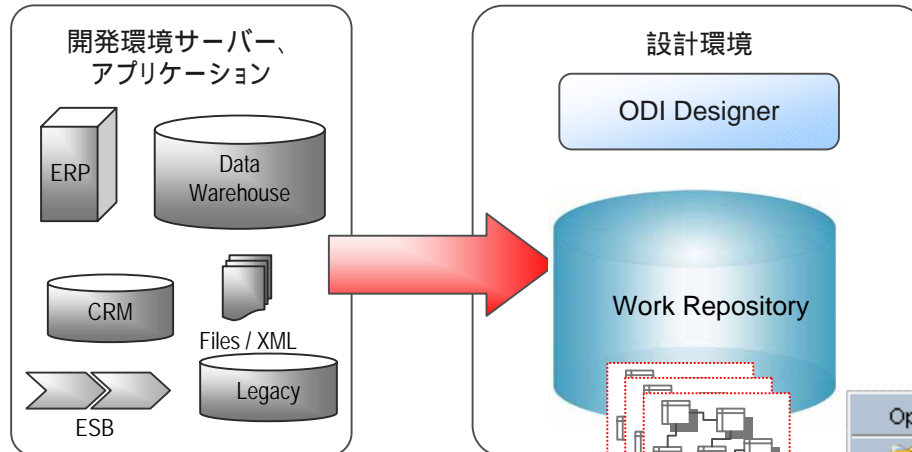 開発環境サーバー、
アプリケーション
ERP
Data
Warehouse
CRM
Files / XML
Legacy
ESB
設計環境
ODI Designer
Work Repository